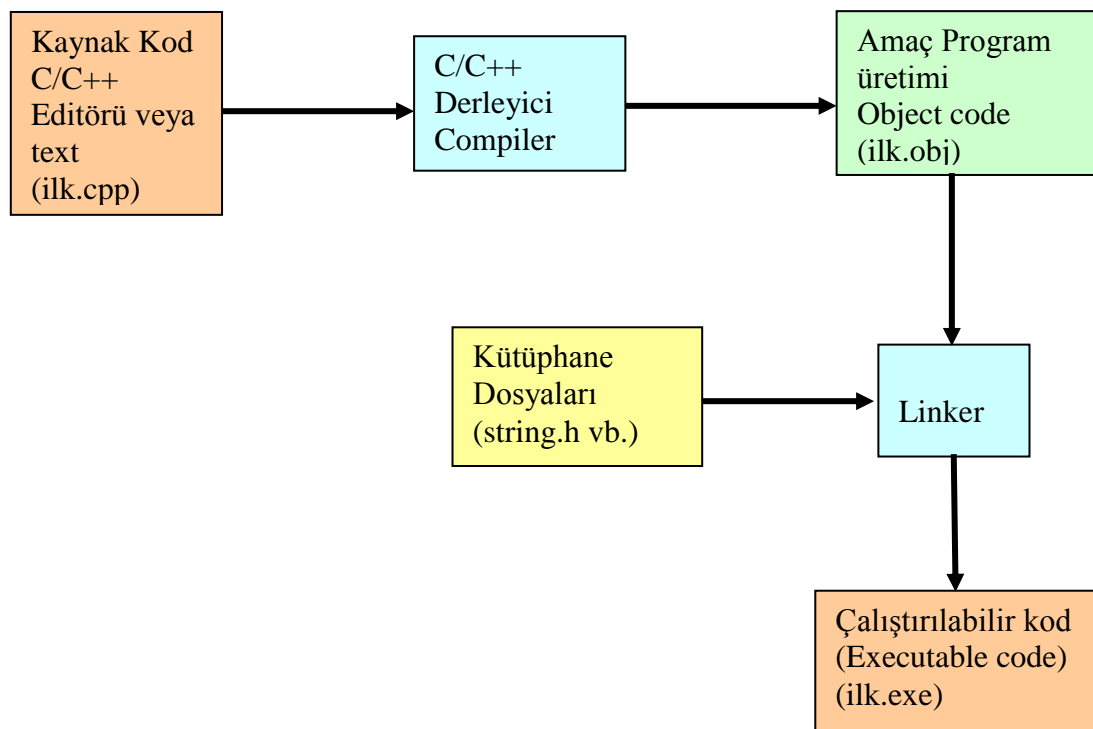 Kaynak Kod
C/C++
Editörü veya
text
(ilk.cpp)
C/C++
Derleyici
Compiler
Amaç Program
üretimi
Object code
(ilk.obj)
Kütüphane
Dosyaları
(string.h vb.)
Linker
Çalıştırılabilir kod
(Executable code)
(ilk.exe)